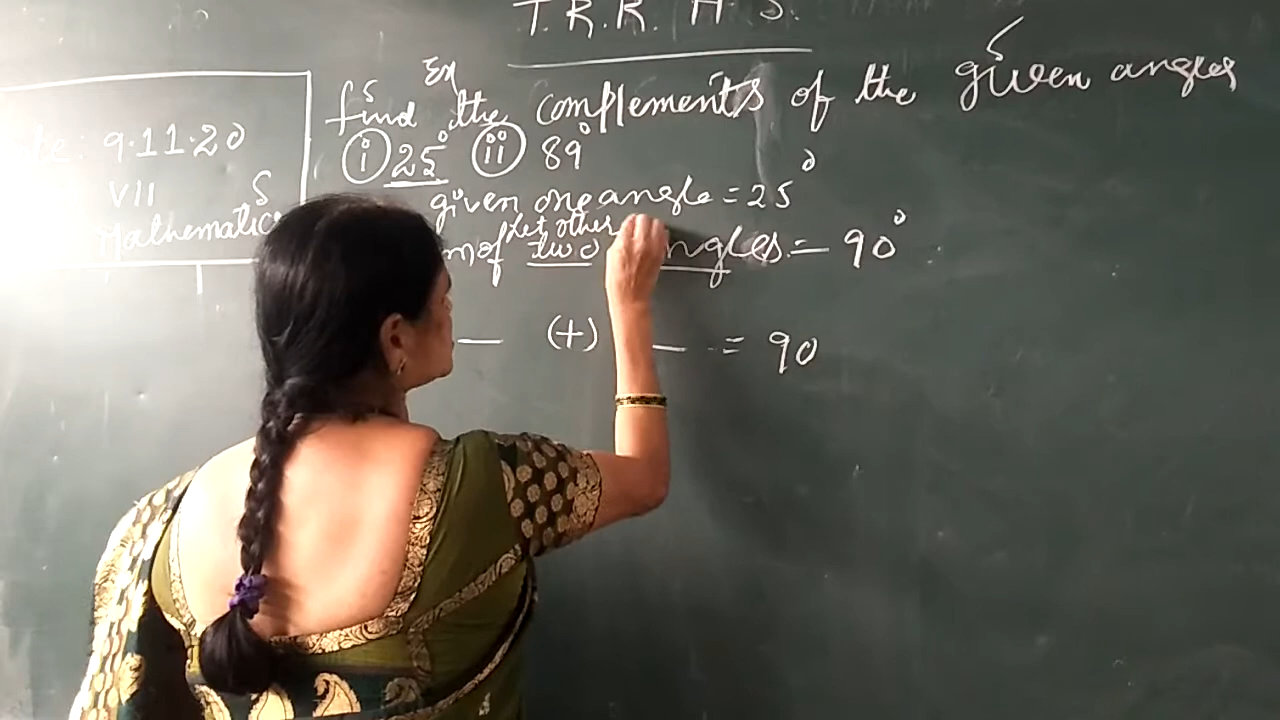 T.R.R. H.S.
Ex
find the complements of the given angles
i 25° ii 89°
9.11.20
VII S
Mathematics
given one angle = 25°
Let other
of two angles = 90°
— (+) — = 90